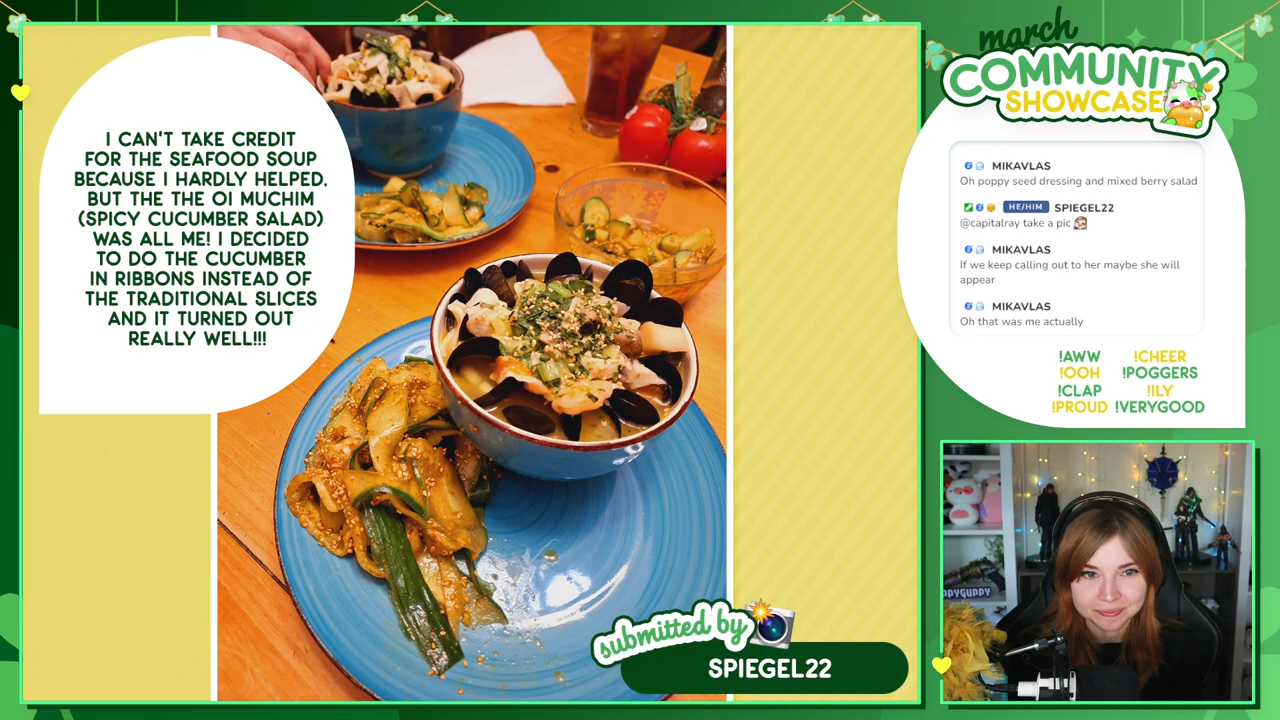 I CAN'T TAKE CREDIT
FOR THE SEAFOOD SOUP
BECAUSE I HARDLY HELPED,
BUT THE THE OI MUCHIM
(SPICY CUCUMBER SALAD)
WAS ALL ME! I DECIDED
TO DO THE CUCUMBER
IN RIBBONS INSTEAD OF
THE TRADITIONAL SLICES
AND IT TURNED OUT
REALLY WELL!!!
submitted by
SPIEGEL22
march
COMMUNITY
SHOWCASE
MIKAVLAS
Oh poppy seed dressing and mixed berry salad
HE/HIM SPIEGEL22
@capitalray take a pic
MIKAVLAS
If we keep calling out to her maybe she will
appear
MIKAVLAS
Oh that was me actually
!AWW !CHEER
!OOH !POGGERS
!CLAP !ILY
!PROUD !VERYGOOD
PPYGUPPY